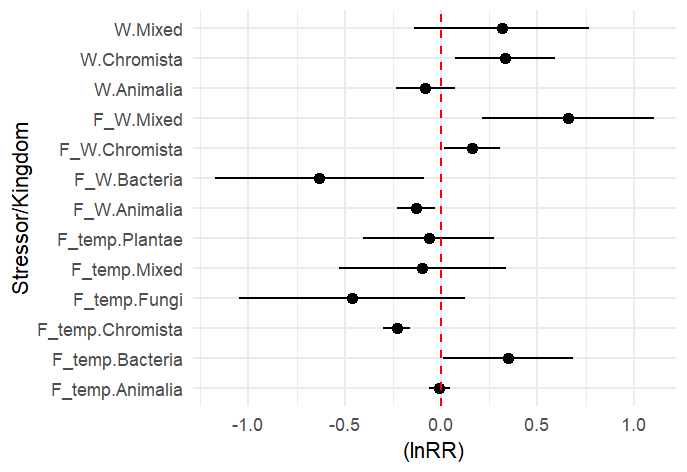 W.Mixed
W.Chromista
W.Animalia
F_W.Mixed
F_W.Chromista
F_W.Bacteria
F_W.Animalia
F_temp.Plantae
F_temp.Mixed
F_temp.Fungi
F_temp.Chromista
F_temp.Bacteria
F_temp.Animalia
Stressor/Kingdom
-1.0 -0.5 0.0 0.5 1.0
(lnRR)